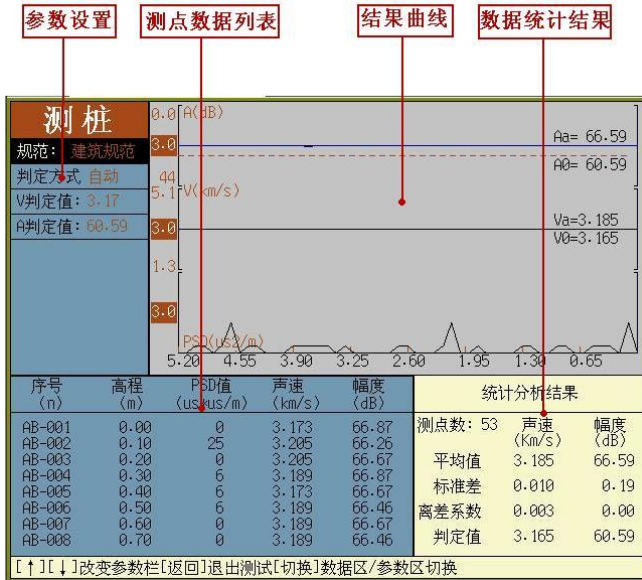 参数设置 测点数据列表 结果曲线 数据统计结果
测桩
规范: 建筑规范
判定方式 自动
V判定值: 3.17
A判定值: 60.59
0.0 A(dB)
3.0 Aa= 66.59
A0= 60.59
44
5.1 V(km/s)
3.0 Va=3.185
V0=3.165
1.3
3.0
PSD(us2/m)
5.20 4.55 3.90 3.25 2.60 1.95 1.30 0.65
序号 高程 PSD值 声速 幅度
(n) (m) (us*us/m) (km/s) (dB)
AB-001 0.00 0 3.173 66.87
AB-002 0.10 25 3.205 66.26
AB-003 0.20 0 3.205 66.67
AB-004 0.30 6 3.189 66.87
AB-005 0.40 6 3.173 66.67
AB-006 0.50 6 3.189 66.46
AB-007 0.60 0 3.189 66.67
AB-008 0.70 0 3.189 66.46
统计分析结果
测点数: 53 声速 幅度
(Km/s) (dB)
平均值 3.185 66.59
标准差 0.010 0.19
离差系数 0.003 0.00
判定值 3.165 60.59
[↑][↓]改变参数栏[返回]退出测试[切换]数据区/参数区切换